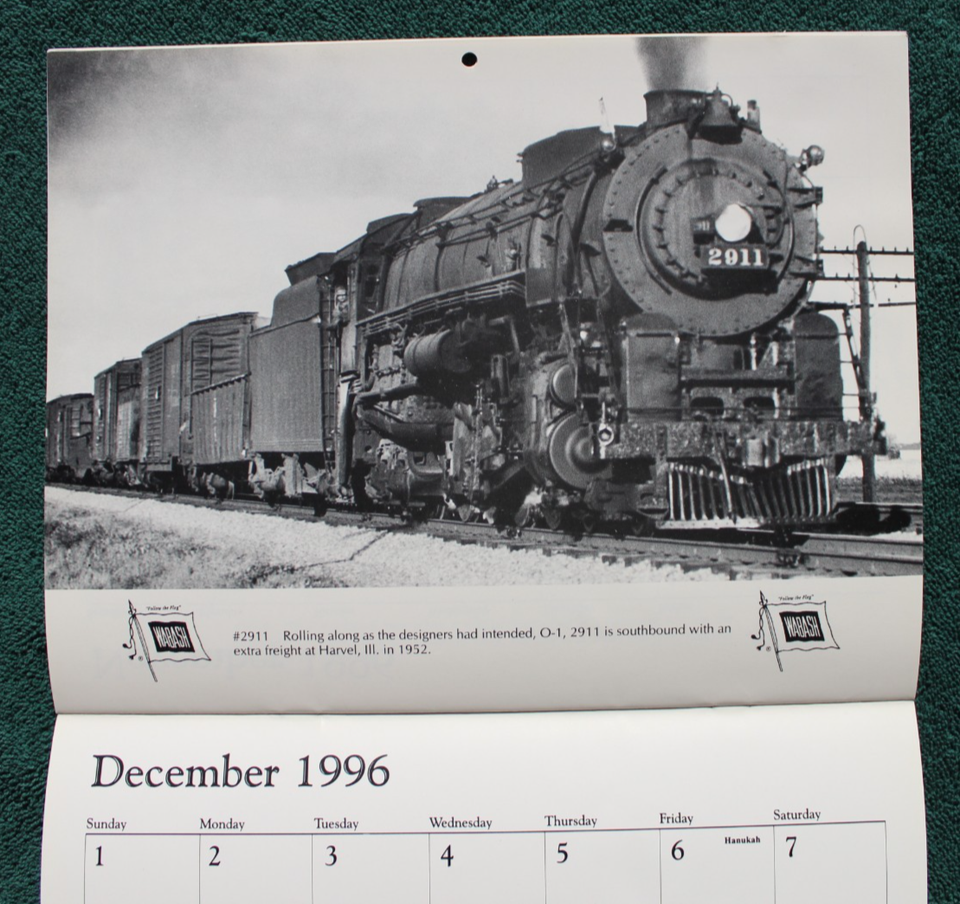 2911
"Follow the Flag"
WABASH
®
"Follow the Flag"
WABASH
®
#2911 Rolling along as the designers had intended, O-1, 2911 is southbound with an
extra freight at Harvel, Ill. in 1952.
December 1996
Sunday Monday Tuesday Wednesday Thursday Friday Saturday
1 2 3 4 5 6 Hanukah 7